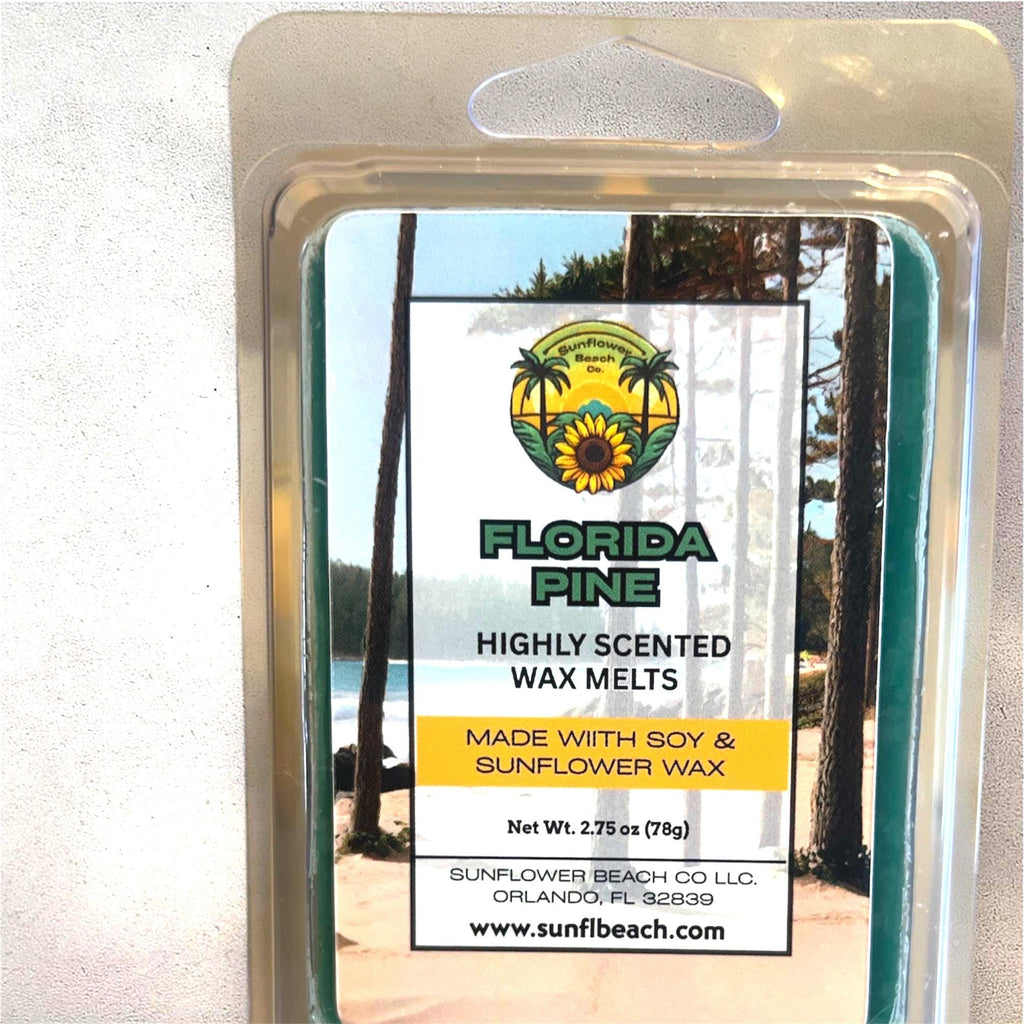 Sunflower
Beach
Co.
FLORIDA
PINE
HIGHLY SCENTED
WAX MELTS
MADE WIITH SOY &
SUNFLOWER WAX
Net Wt. 2.75 oz (78g)
SUNFLOWER BEACH CO LLC.
ORLANDO, FL 32839
www.sunflbeach.com